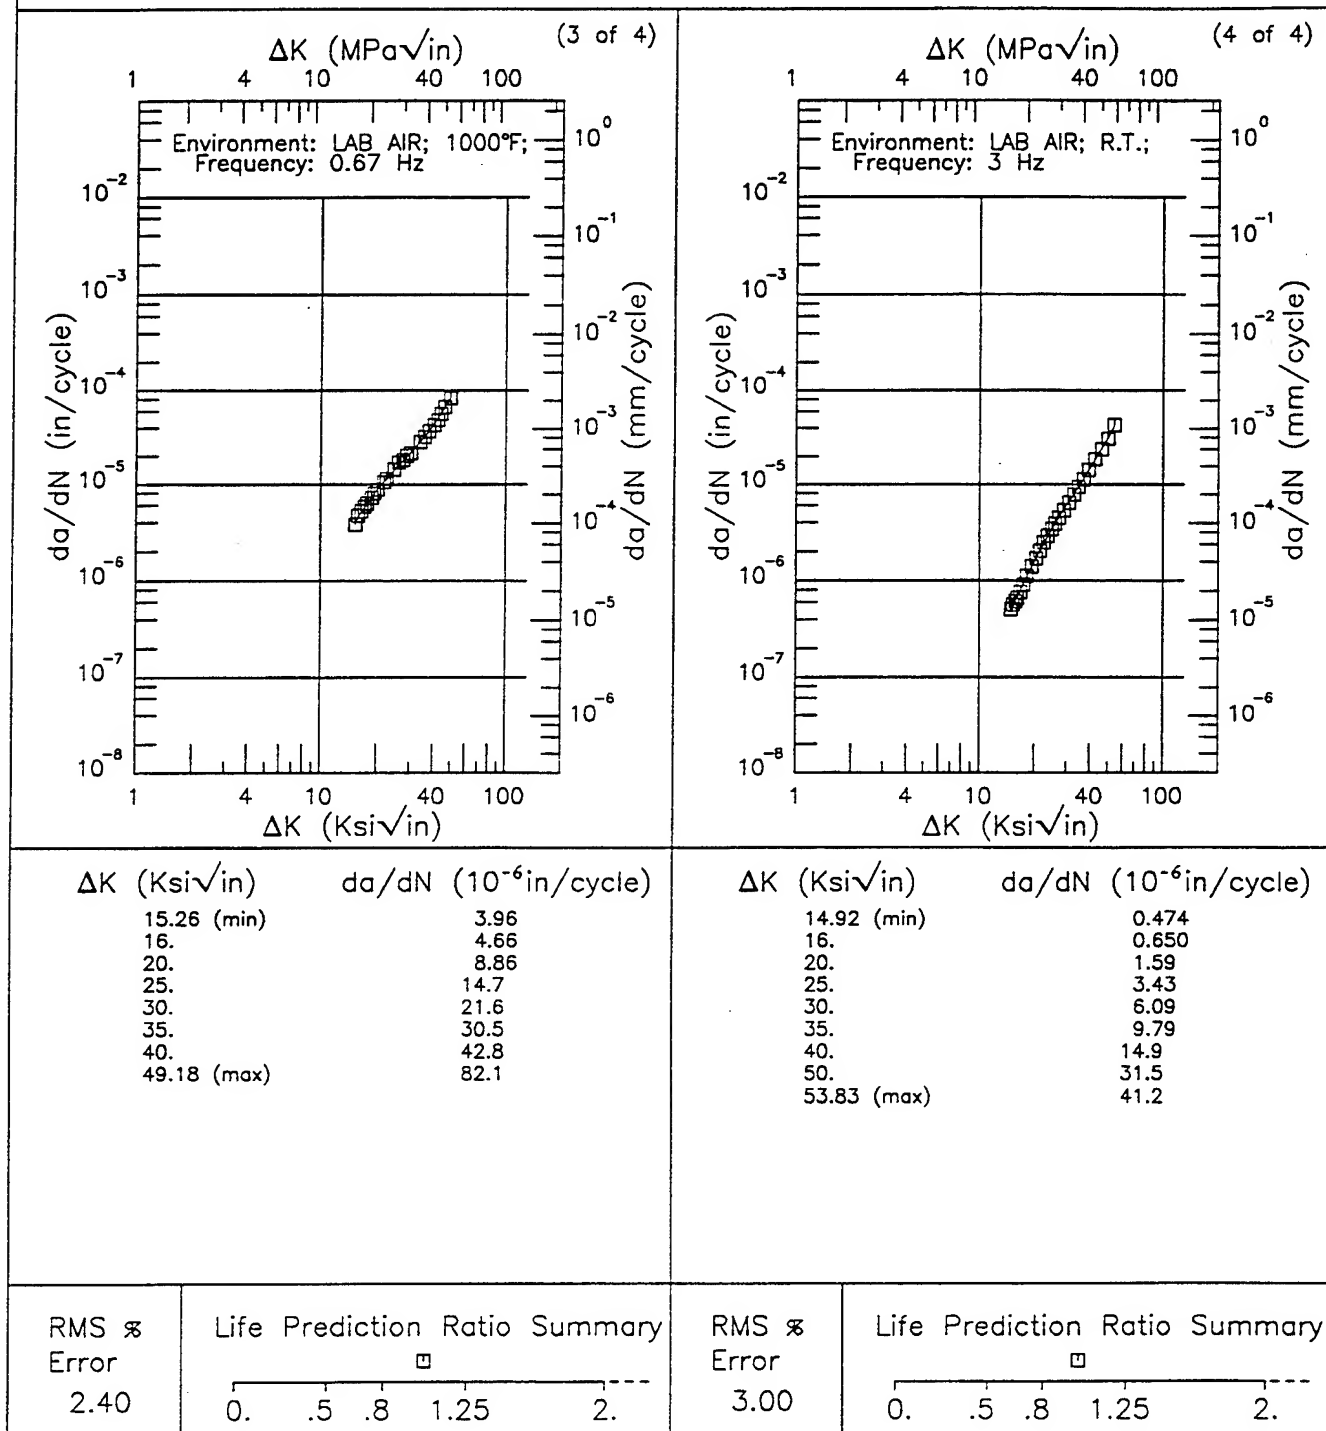 (3 of 4)
ΔK (MPa√in)
1 4 10 40 100
Environment: LAB AIR; 1000°F;
Frequency: 0.67 Hz
da/dN (in/cycle)
10⁻²
10⁻³
10⁻⁴
10⁻⁵
10⁻⁶
10⁻⁷
10⁻⁸
da/dN (mm/cycle)
10⁰
10⁻¹
10⁻²
10⁻³
10⁻⁴
10⁻⁵
10⁻⁶
1 4 10 40 100
ΔK (Ksi√in)
(4 of 4)
ΔK (MPa√in)
1 4 10 40 100
Environment: LAB AIR; R.T.;
Frequency: 3 Hz
da/dN (in/cycle)
10⁻²
10⁻³
10⁻⁴
10⁻⁵
10⁻⁶
10⁻⁷
10⁻⁸
da/dN (mm/cycle)
10⁰
10⁻¹
10⁻²
10⁻³
10⁻⁴
10⁻⁵
10⁻⁶
1 4 10 40 100
ΔK (Ksi√in)
ΔK (Ksi√in) da/dN (10⁻⁶in/cycle)
15.26 (min) 3.96
16. 4.66
20. 8.86
25. 14.7
30. 21.6
35. 30.5
40. 42.8
49.18 (max) 82.1
ΔK (Ksi√in) da/dN (10⁻⁶in/cycle)
14.92 (min) 0.474
16. 0.650
20. 1.59
25. 3.43
30. 6.09
35. 9.79
40. 14.9
50. 31.5
53.83 (max) 41.2
RMS %
Error
2.40
Life Prediction Ratio Summary
0. .5 .8 1.25 2.
RMS %
Error
3.00
Life Prediction Ratio Summary
0. .5 .8 1.25 2.